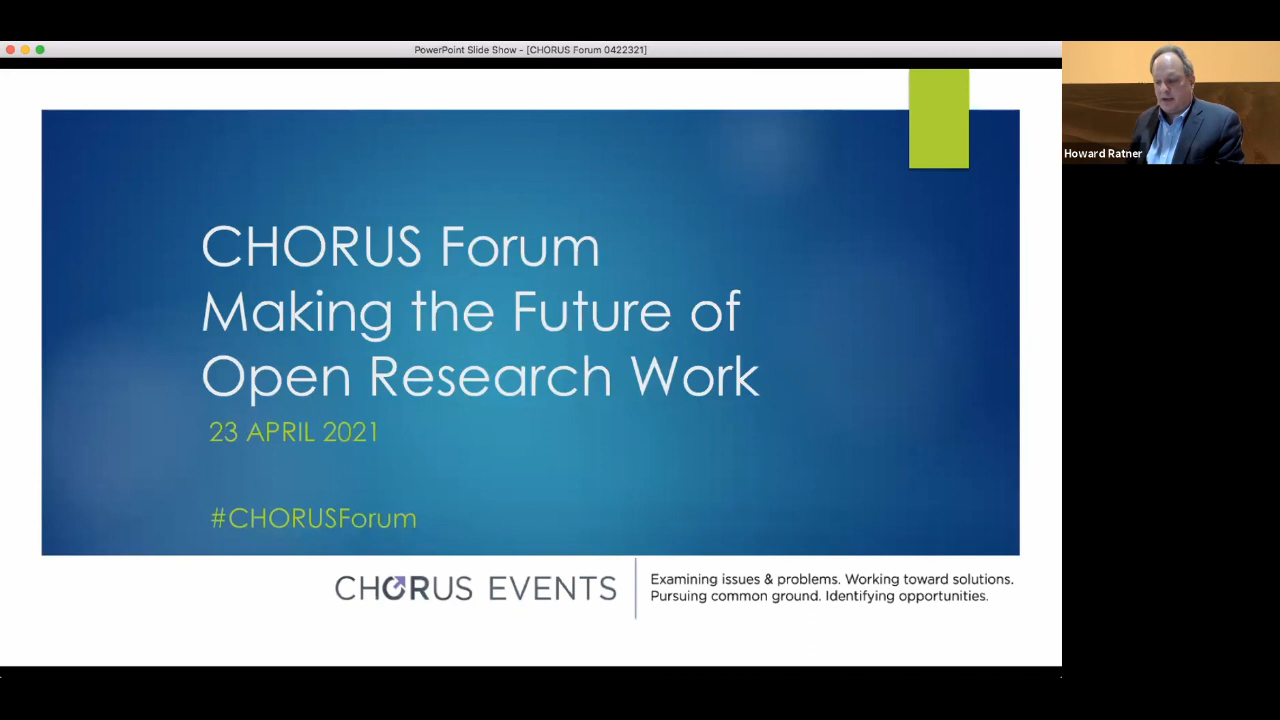 PowerPoint Slide Show - [CHORUS Forum 0422321]
Howard Ratner
CHORUS Forum
Making the Future of
Open Research Work
23 APRIL 2021
#CHORUSForum
CHORUS EVENTS
Examining issues & problems. Working toward solutions.
Pursuing common ground. Identifying opportunities.